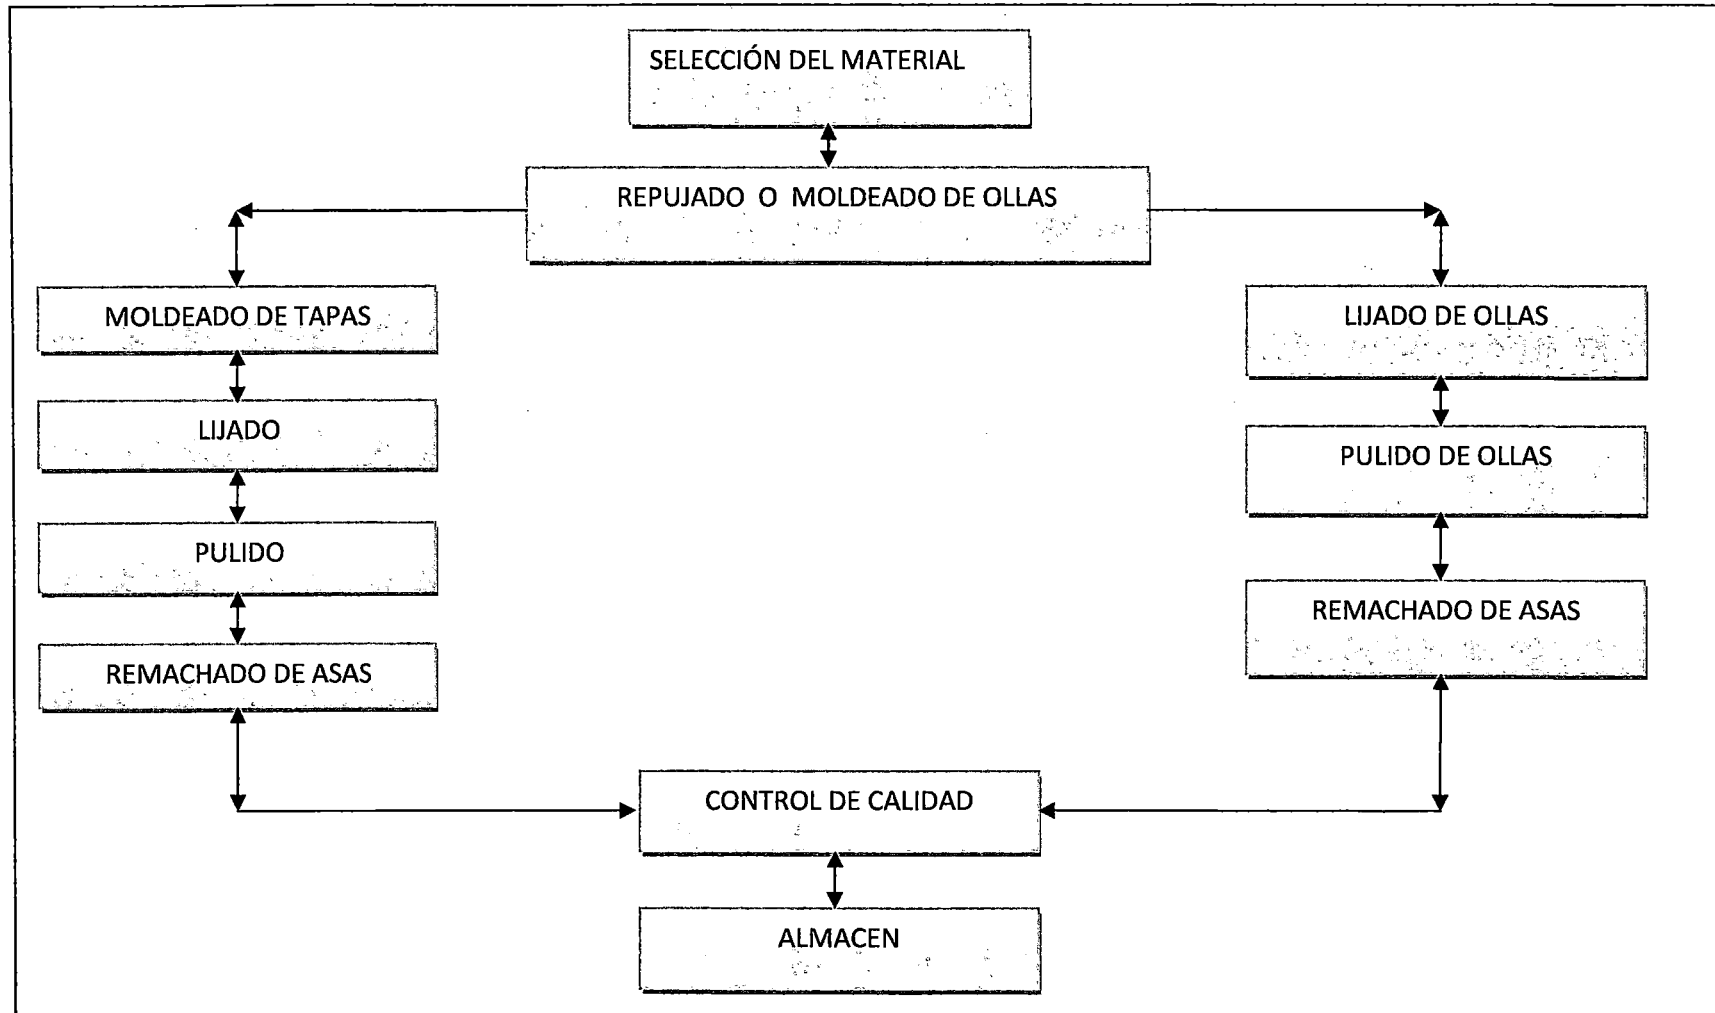 SELECCIÓN DEL MATERIAL
REPUJADO O MOLDEADO DE OLLAS
MOLDEADO DE TAPAS
LIJADO
PULIDO
REMACHADO DE ASAS
LIJADO DE OLLAS
PULIDO DE OLLAS
REMACHADO DE ASAS
CONTROL DE CALIDAD
ALMACEN